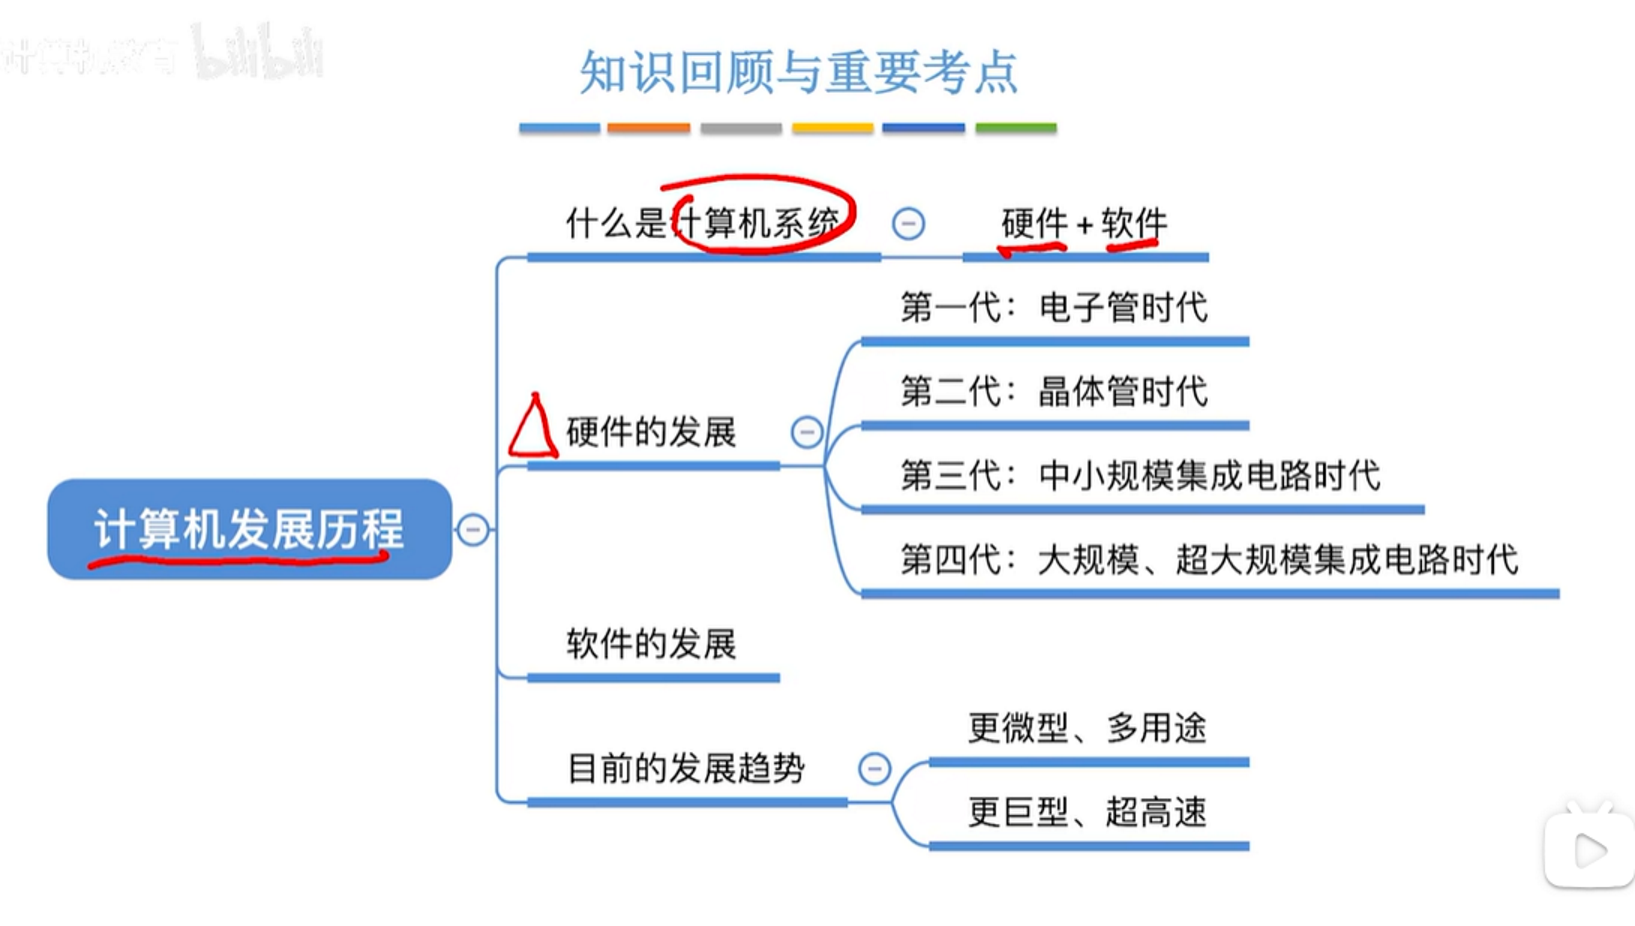 计算机教育 bilibili
知识回顾与重要考点
什么是计算机系统
硬件+软件
第一代：电子管时代
第二代：晶体管时代
硬件的发展
第三代：中小规模集成电路时代
第四代：大规模、超大规模集成电路时代
计算机发展历程
软件的发展
目前的发展趋势
更微型、多用途
更巨型、超高速